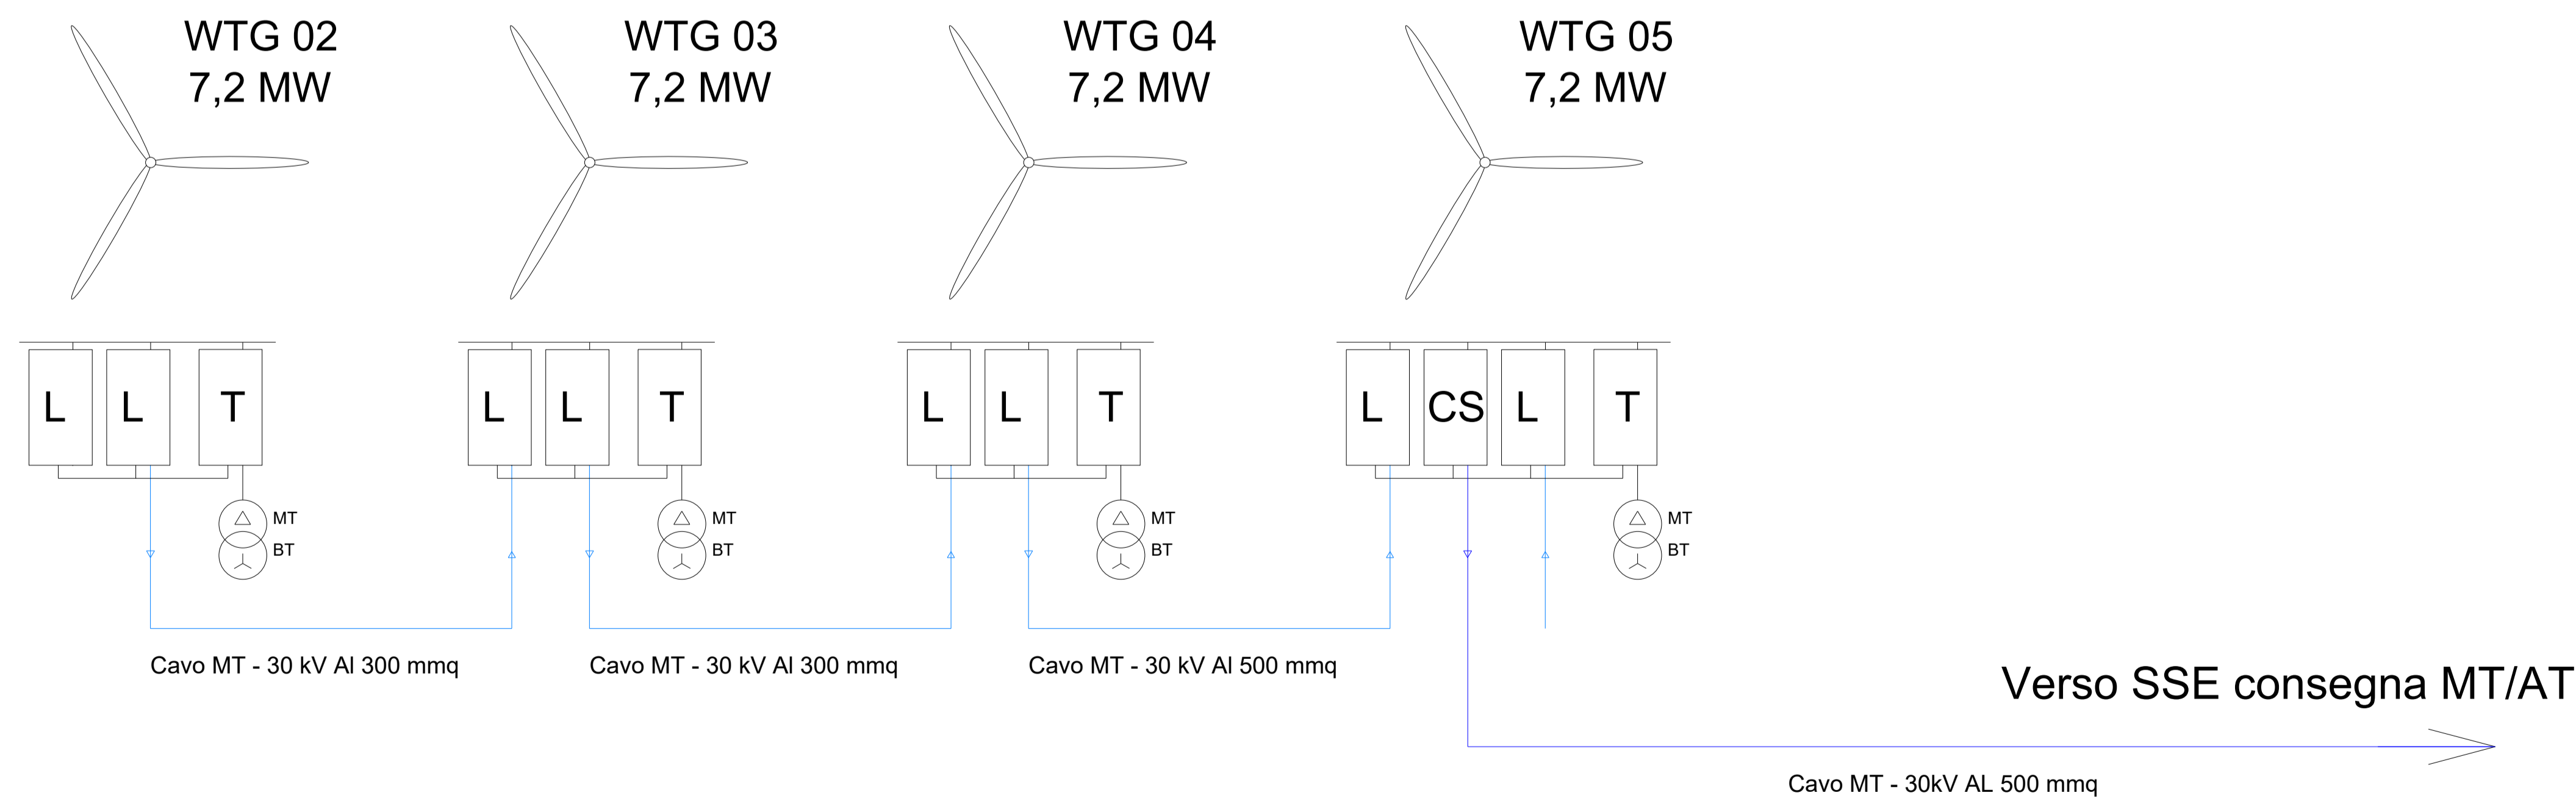 WTG 02
7,2 MW
WTG 03
7,2 MW
WTG 04
7,2 MW
WTG 05
7,2 MW
L L T
L L T
L L T
L CS L T
MT
BT
MT
BT
MT
BT
MT
BT
Cavo MT - 30 kV Al 300 mmq
Cavo MT - 30 kV Al 300 mmq
Cavo MT - 30 kV Al 500 mmq
Verso SSE consegna MT/AT
Cavo MT - 30kV AL 500 mmq